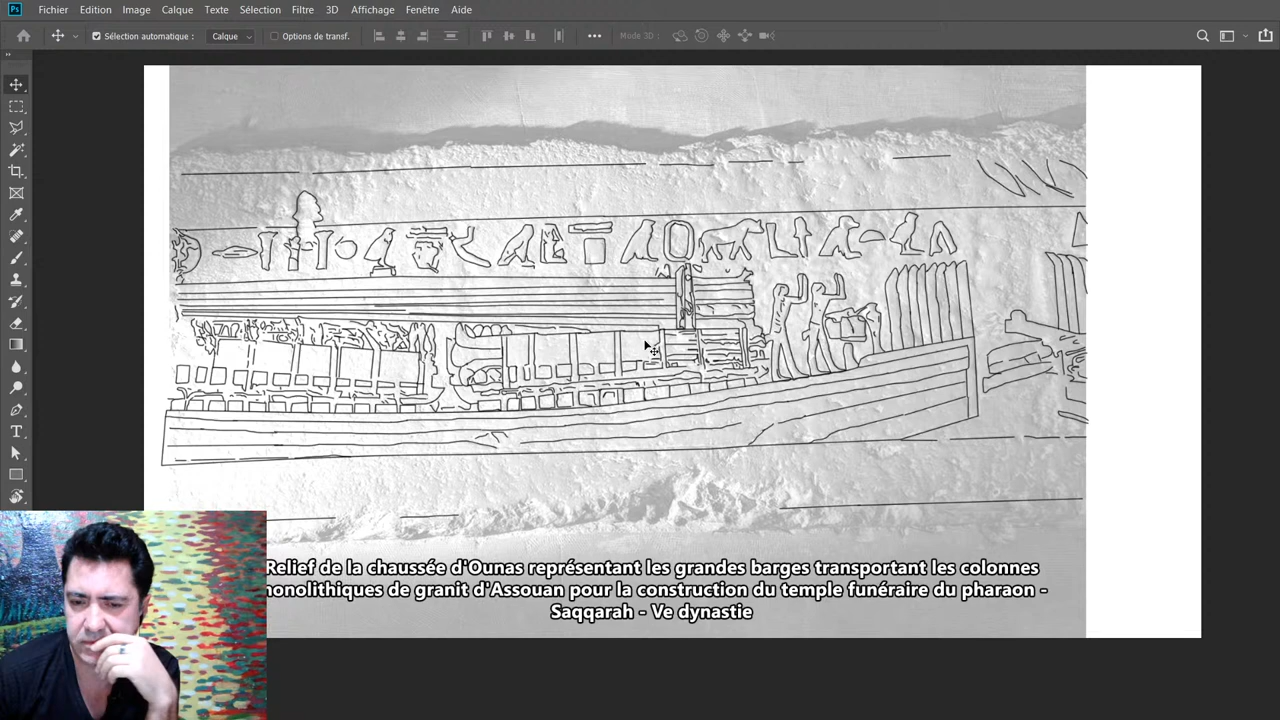 Ps Fichier Edition Image Calque Texte Sélection Filtre 3D Affichage Fenêtre Aide
Sélection automatique : Calque Options de transf. Mode 3D :
Relief de la chaussée d'Ounas représentant les grandes barges transportant les colonnes
monolithiques de granit d'Assouan pour la construction du temple funéraire du pharaon -
Saqqarah - Ve dynastie